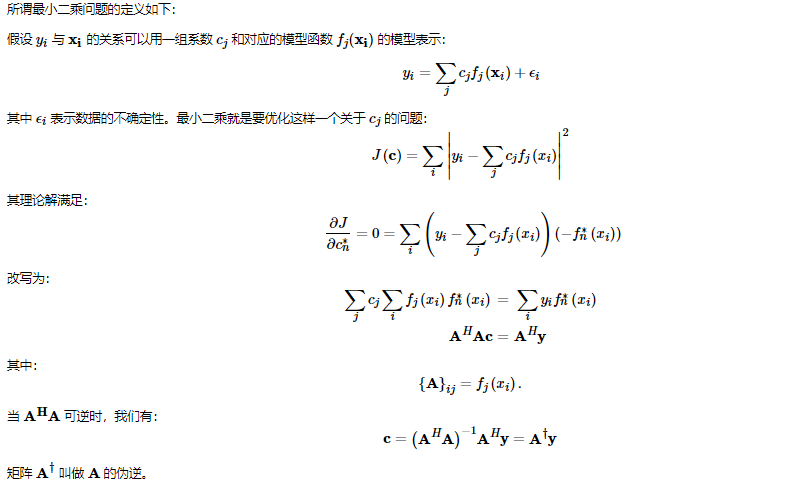 所谓最小二乘问题的定义如下：
假设 $y_i$ 与 $\mathbf{x_i}$ 的关系可以用一组系数 $c_j$ 和对应的模型函数 $f_j(\mathbf{x_i})$ 的模型表示：
$$y_i = \sum_j c_j f_j(\mathbf{x}_i) + \epsilon_i$$
其中 $\epsilon_i$ 表示数据的不确定性。最小二乘就是要优化这样一个关于 $c_j$ 的问题：
$$J(\mathbf{c}) = \sum_i \left| y_i - \sum_j c_j f_j(x_i) \right|^2$$
其理论解满足：
$$\frac{\partial J}{\partial c_n^*} = 0 = \sum_i \left( y_i - \sum_j c_j f_j(x_i) \right) (-f_n^*(x_i))$$
改写为：
$$\sum_j c_j \sum_i f_j(x_i) f_n^*(x_i) = \sum_i y_i f_n^*(x_i)$$
$$\mathbf{A}^H \mathbf{A} \mathbf{c} = \mathbf{A}^H \mathbf{y}$$
其中：
$$\{\mathbf{A}\}_{ij} = f_j(x_i).$$
当 $\mathbf{A^H A}$ 可逆时，我们有：
$$\mathbf{c} = \left(\mathbf{A}^H \mathbf{A}\right)^{-1} \mathbf{A}^H \mathbf{y} = \mathbf{A}^\dagger \mathbf{y}$$
矩阵 $\mathbf{A}^\dagger$ 叫做 $\mathbf{A}$ 的伪逆。